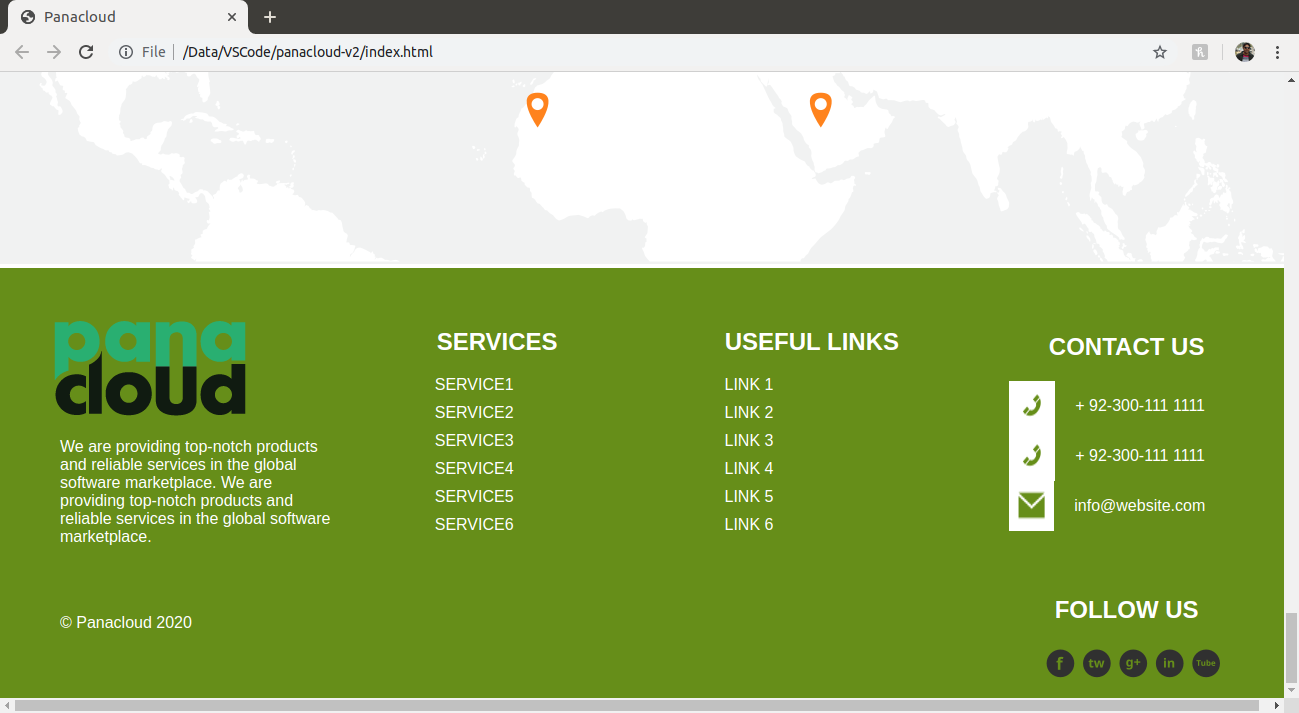 Panacloud
File
/Data/VSCode/panacloud-v2/index.html
pana
cloud
We are providing top-notch products
and reliable services in the global
software marketplace. We are
providing top-notch products and
reliable services in the global software
marketplace.
© Panacloud 2020
SERVICES
SERVICE1
SERVICE2
SERVICE3
SERVICE4
SERVICE5
SERVICE6
USEFUL LINKS
LINK 1
LINK 2
LINK 3
LINK 4
LINK 5
LINK 6
CONTACT US
+ 92-300-111 1111
+ 92-300-111 1111
info@website.com
FOLLOW US
f tw g+ in Tube